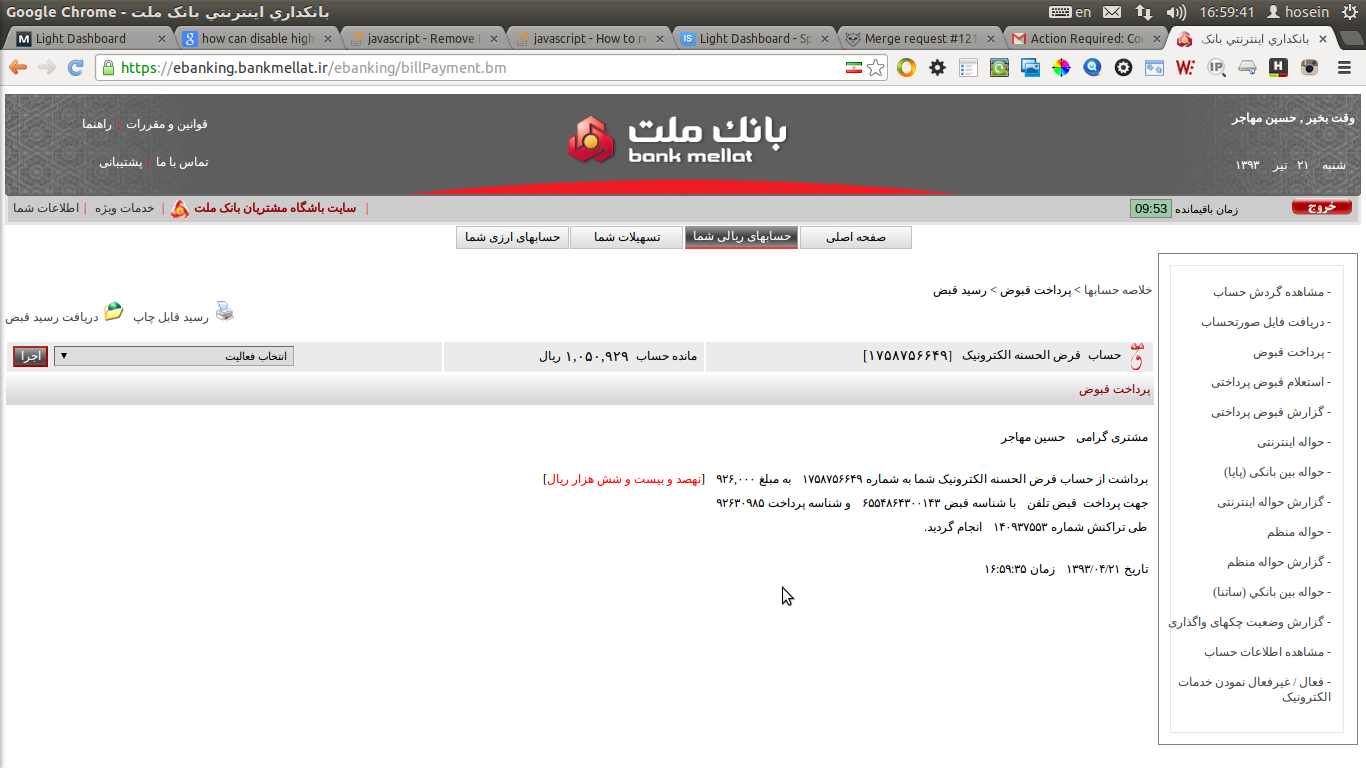 بانکداري اينترنتي بانک ملت - Google Chrome
en
16:59:41
hosein
Light Dashboard
how can disable high
javascript - Remove
javascript - How to re
Light Dashboard - Sp
Merge request #121
Action Required: Co
بانکداري اينترنتي بانک
https://ebanking.bankmellat.ir/ebanking/billPayment.bm
وقت بخیر , حسین مهاجر
شنبه ۲۱ تیر ۱۳۹۳
بانك ملت
bank mellat
قوانین و مقررات | راهنما
تماس با ما | پشتیبانی
خروج
زمان باقیمانده 09:53
| سایت باشگاه مشتریان بانک ملت | خدمات ویژه | اطلاعات شما
صفحه اصلی
حسابهای ریالی شما
تسهیلات شما
حسابهای ارزی شما
- مشاهده گردش حساب
- دریافت فایل صورتحساب
- پرداخت قبوض
- استعلام قبوض پرداختی
- گزارش قبوض پرداختی
- حواله اینترنتی
- حواله بین بانکی (پایا)
- گزارش حواله اینترنتی
- حواله منظم
- گزارش حواله منظم
- حواله بين بانكي (ساتنا)
- گزارش وضعیت چکهای واگذاری
- مشاهده اطلاعات حساب
- فعال / غیرفعال نمودن خدمات
الکترونیک
خلاصه حسابها > پرداخت قبوض > رسید قبض
رسید قابل چاپ
دریافت رسید قبض
حساب قرض الحسنه الکترونیک [۱۷۵۸۷۵۶۶۴۹]
مانده حساب ۱,۰۵۰,۹۲۹ ریال
انتخاب فعالیت
اجرا
پرداخت قبوض
مشتری گرامی حسین مهاجر
برداشت از حساب قرض الحسنه الکترونیک شما به شماره ۱۷۵۸۷۵۶۶۴۹ به مبلغ ۹۲۶,۰۰۰ [نهصد و بیست و شش هزار ریال]
جهت پرداخت قبض تلفن با شناسه قبض ۶۵۵۴۸۶۴۳۰۰۱۴۳ و شناسه پرداخت ۹۲۶۳۰۹۸۵
طی تراکنش شماره ۱۴۰۹۳۷۵۵۳ انجام گردید.
تاریخ ۱۳۹۳/۰۴/۲۱ زمان ۱۶:۵۹:۳۵